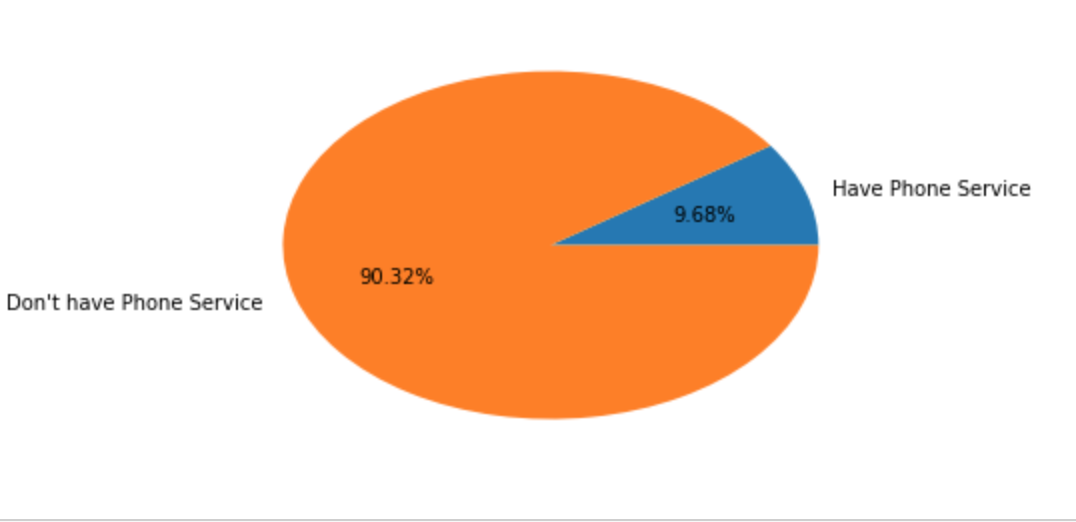 Have Phone Service
9.68%
90.32%
Don't have Phone Service